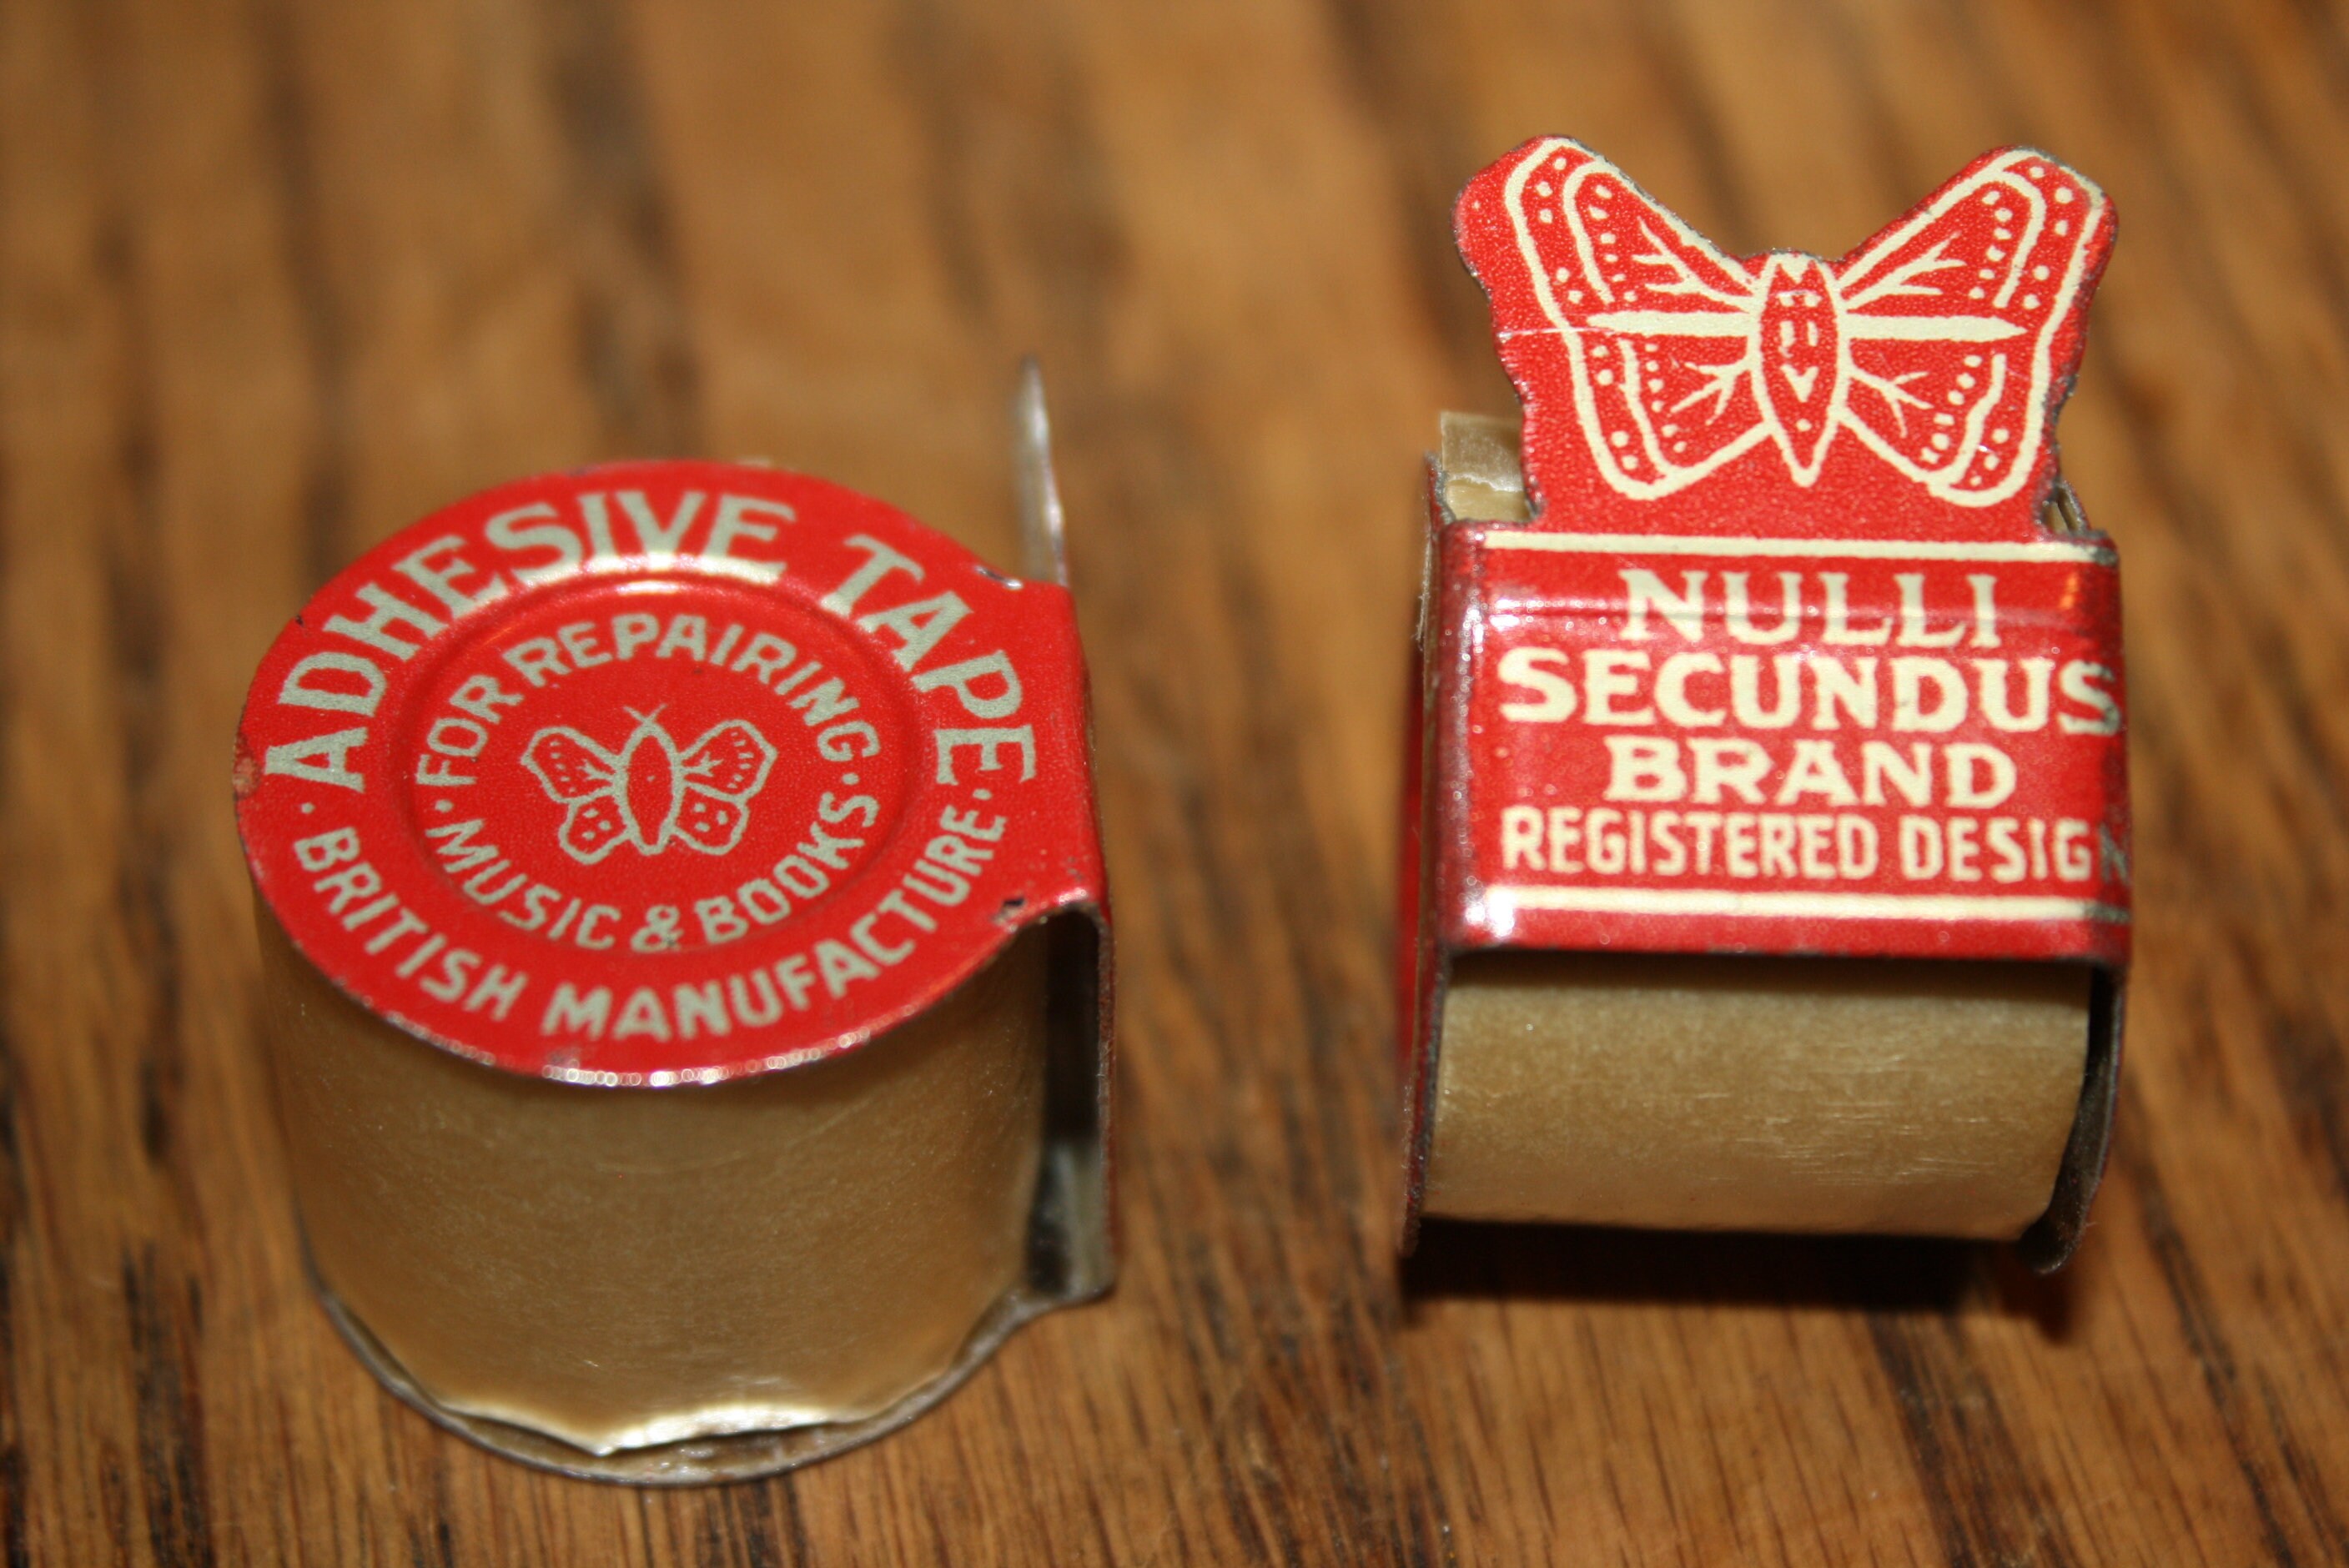 ADHESIVE TAPE
· BRITISH MANUFACTURE ·
· FOR REPAIRING ·
MUSIC & BOOKS
NULLI
SECUNDUS
BRAND
REGISTERED DESIGN